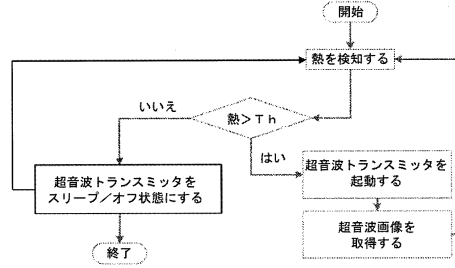 開始
熱を検知する
熱>Ｔｈ
いいえ
はい
超音波トランスミッタを
スリープ／オフ状態にする
超音波トランスミッタを
起動する
超音波画像を
取得する
終了